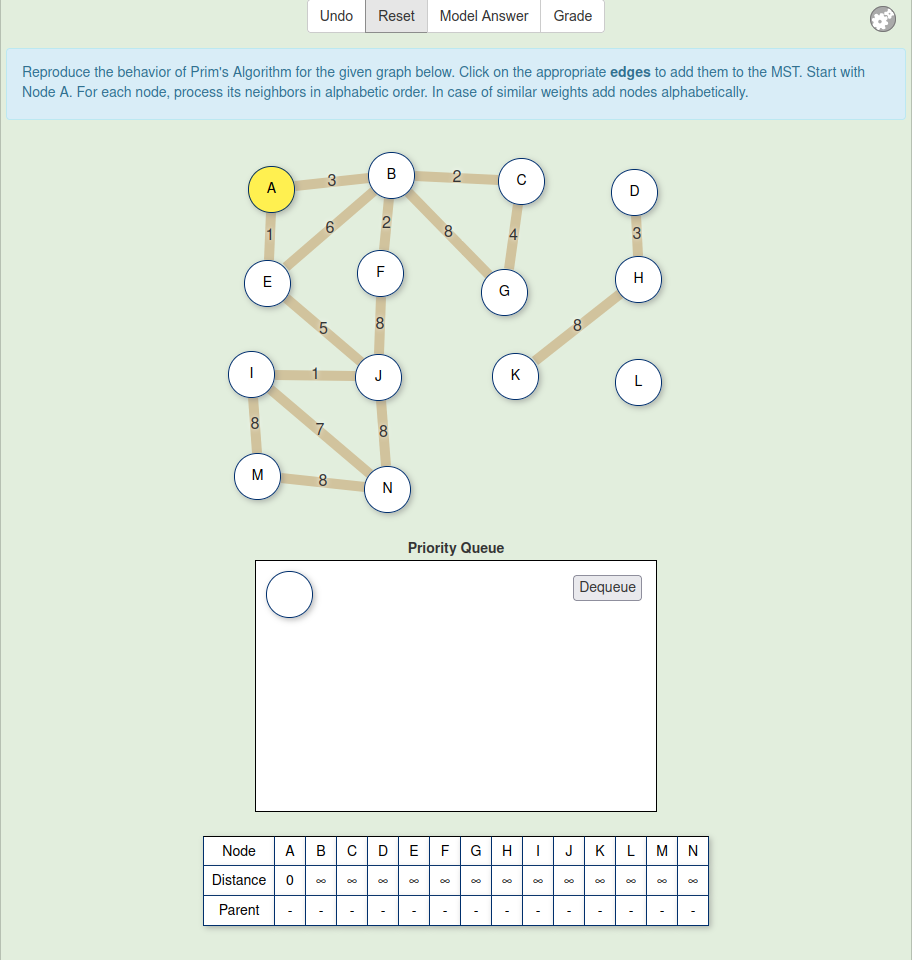 Undo Reset Model Answer Grade
Reproduce the behavior of Prim's Algorithm for the given graph below. Click on the appropriate edges to add them to the MST. Start with
Node A. For each node, process its neighbors in alphabetic order. In case of similar weights add nodes alphabetically.
A 3 B 2 C D
1 6 2 8 4 3
E F G H
5 8 8
I 1 J K L
8 7 8
M 8 N
Priority Queue
Dequeue
Node A B C D E F G H I J K L M N
Distance 0 ∞ ∞ ∞ ∞ ∞ ∞ ∞ ∞ ∞ ∞ ∞ ∞ ∞
Parent - - - - - - - - - - - - - -